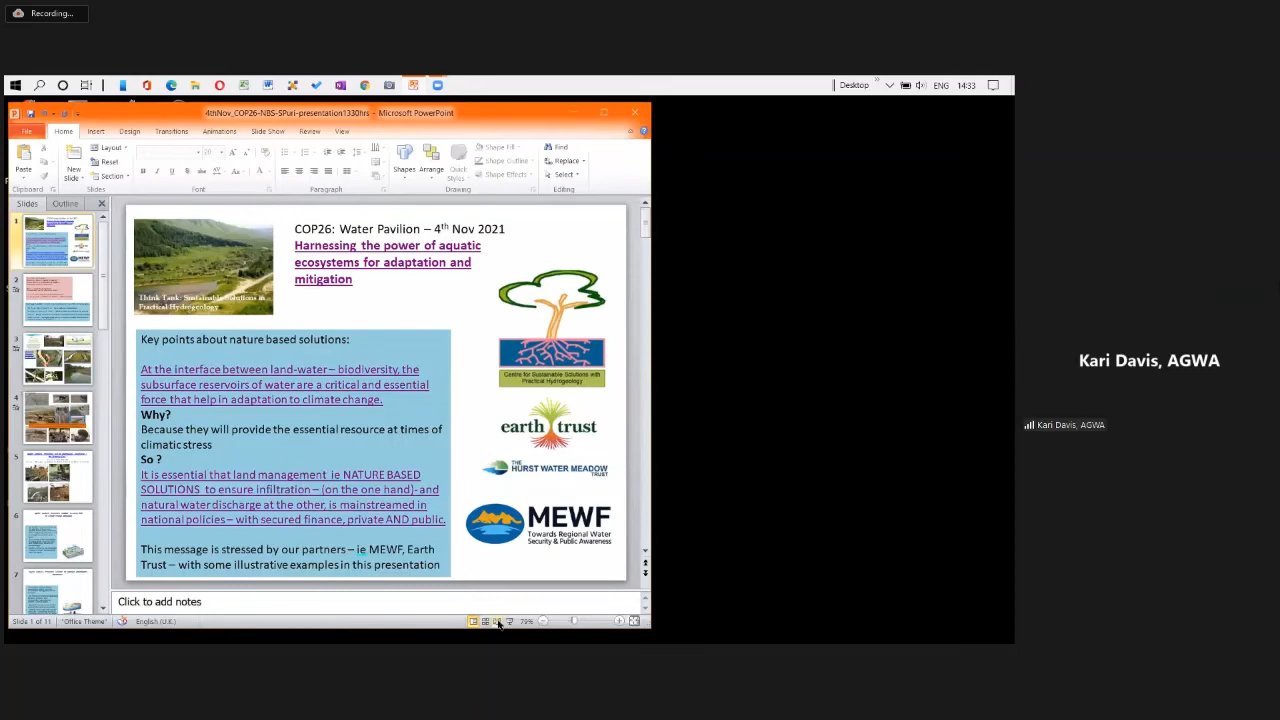 Recording...
Desktop
ENG
14:33
4thNov_COP26-NBS-SPuri-presentation1330hrs - Microsoft PowerPoint
File
Home
Insert
Design
Transitions
Animations
Slide Show
Review
View
Paste
New
Slide
Layout
Reset
Section
Shapes
Arrange
Quick
Styles
Shape Fill
Shape Outline
Shape Effects
Find
Replace
Select
Clipboard
Slides
Font
Paragraph
Drawing
Editing
Slides
Outline
1
2
3
4
5
6
7
COP26: Water Pavilion – 4th Nov 2021
Harnessing the power of aquatic
ecosystems for adaptation and
mitigation
Think Tank: Sustainable Solutions in
Practical Hydrogeology
Key points about nature based solutions:
At the interface between land-water – biodiversity, the
subsurface reservoirs of water are a critical and essential
force that help in adaptation to climate change.
Why?
Because they will provide the essential resource at times of
climatic stress
So ?
It is essential that land management ie NATURE BASED
SOLUTIONS to ensure infiltration – (on the one hand)- and
natural water discharge at the other, is mainstreamed in
national policies – with secured finance, private AND public.
This message is stressed by our partners – ie MEWF, Earth
Trust – with some illustrative examples in this presentation
Centre for Sustainable Solutions with
Practical Hydrogeology
earth trust
THE
HURST WATER MEADOW
TRUST
MEWF
Towards Regional Water
Security & Public Awareness
Click to add notes
Slide 1 of 11
"Office Theme"
English (U.K.)
79%
Kari Davis, AGWA
Kari Davis, AGWA